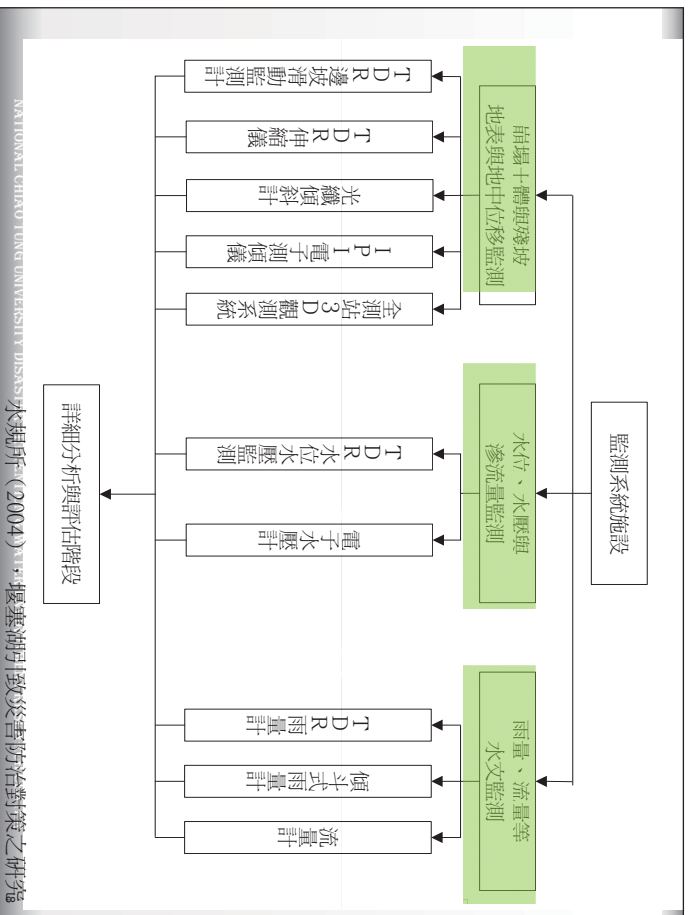 監測系統施設
崩塌土體與殘坡
地表與地中位移監測
水位、水壓與
滲流量監測
雨量、流量等
水文監測
TDR邊坡滑動監測計
TDR伸縮儀
光纖傾斜計
IPI電子測傾儀
全測站3D觀測系統
TDR水位水壓監測
電子水壓計
TDR雨量計
傾斗式雨量計
流量計
詳細分析與評估階段
水規所(2004),堰塞湖引致災害防治對策之研究
NATIONAL CHIAO TUNG UNIVERSITY DISAS
8